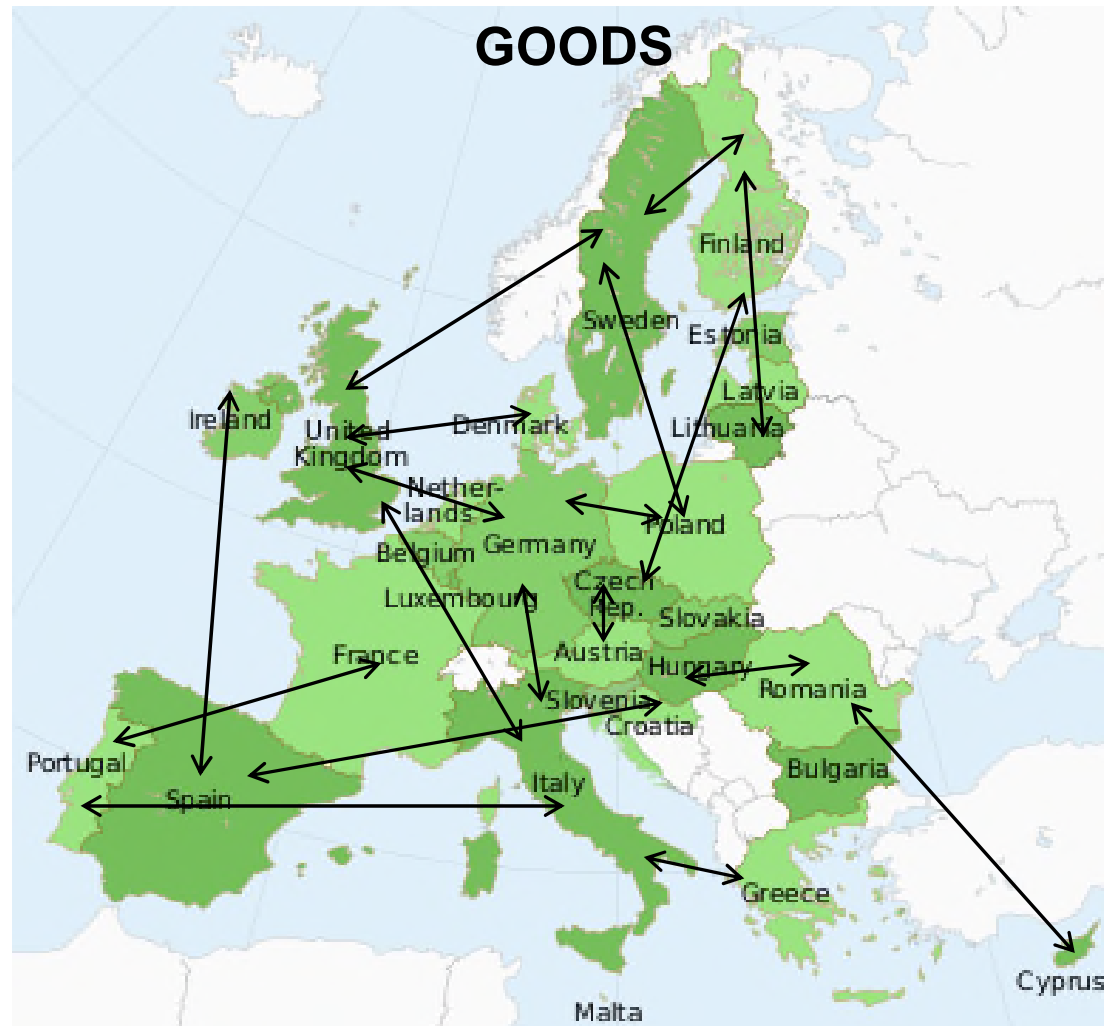 GOODS
Finland
Sweden
Estonia
Latvia
Ireland
Denmark
Lithuania
United
Kingdom
Nether-
lands
Poland
Germany
Belgium
Czech
Rep.
Luxembourg
Slovakia
Austria
France
Hungary
Romania
Slovenia
Croatia
Portugal
Bulgaria
Italy
Spain
Greece
Cyprus
Malta